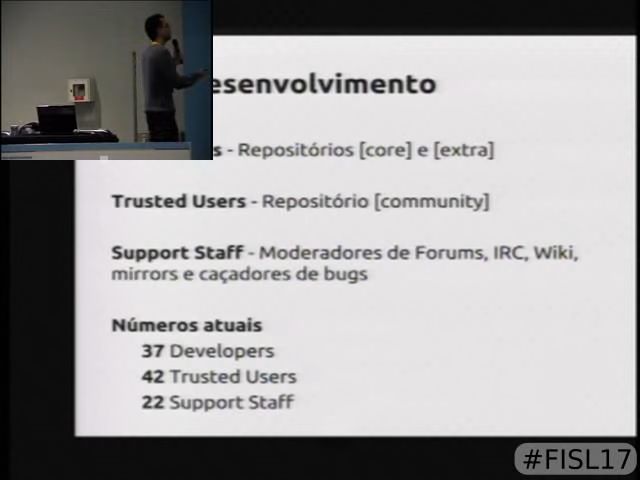 esenvolvimento
s - Repositórios [core] e [extra]
Trusted Users - Repositório [community]
Support Staff - Moderadores de Forums, IRC, Wiki,
mirrors e caçadores de bugs
Números atuais
37 Developers
42 Trusted Users
22 Support Staff
#FISL17